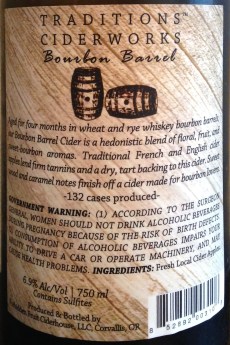 TRADITIONS™
CIDERWORKS
Bourbon Barrel
Aged for four months in wheat and rye whiskey bourbon barrels,
our Bourbon Barrel Cider is a hedonistic blend of floral, fruit, and
sweet bourbon aromas. Traditional French and English cider
apples lend firm tannins and a dry, tart backing to this cider. Sweet
and caramel notes finish off a cider made for bourbon lovers.
-132 cases produced-
GOVERNMENT WARNING: (1) ACCORDING TO THE SURGEON
GENERAL, WOMEN SHOULD NOT DRINK ALCOHOLIC BEVERAGES
DURING PREGNANCY BECAUSE OF THE RISK OF BIRTH DEFECTS.
CONSUMPTION OF ALCOHOLIC BEVERAGES IMPAIRS YOUR
ABILITY TO DRIVE A CAR OR OPERATE MACHINERY, AND MAY
CAUSE HEALTH PROBLEMS. INGREDIENTS: Fresh Local Cider Apples.
6.9% Alc/Vol | 750 ml
Contains Sulfites
Produced & Bottled by
Ciderhouse, LLC, Corvallis, OR